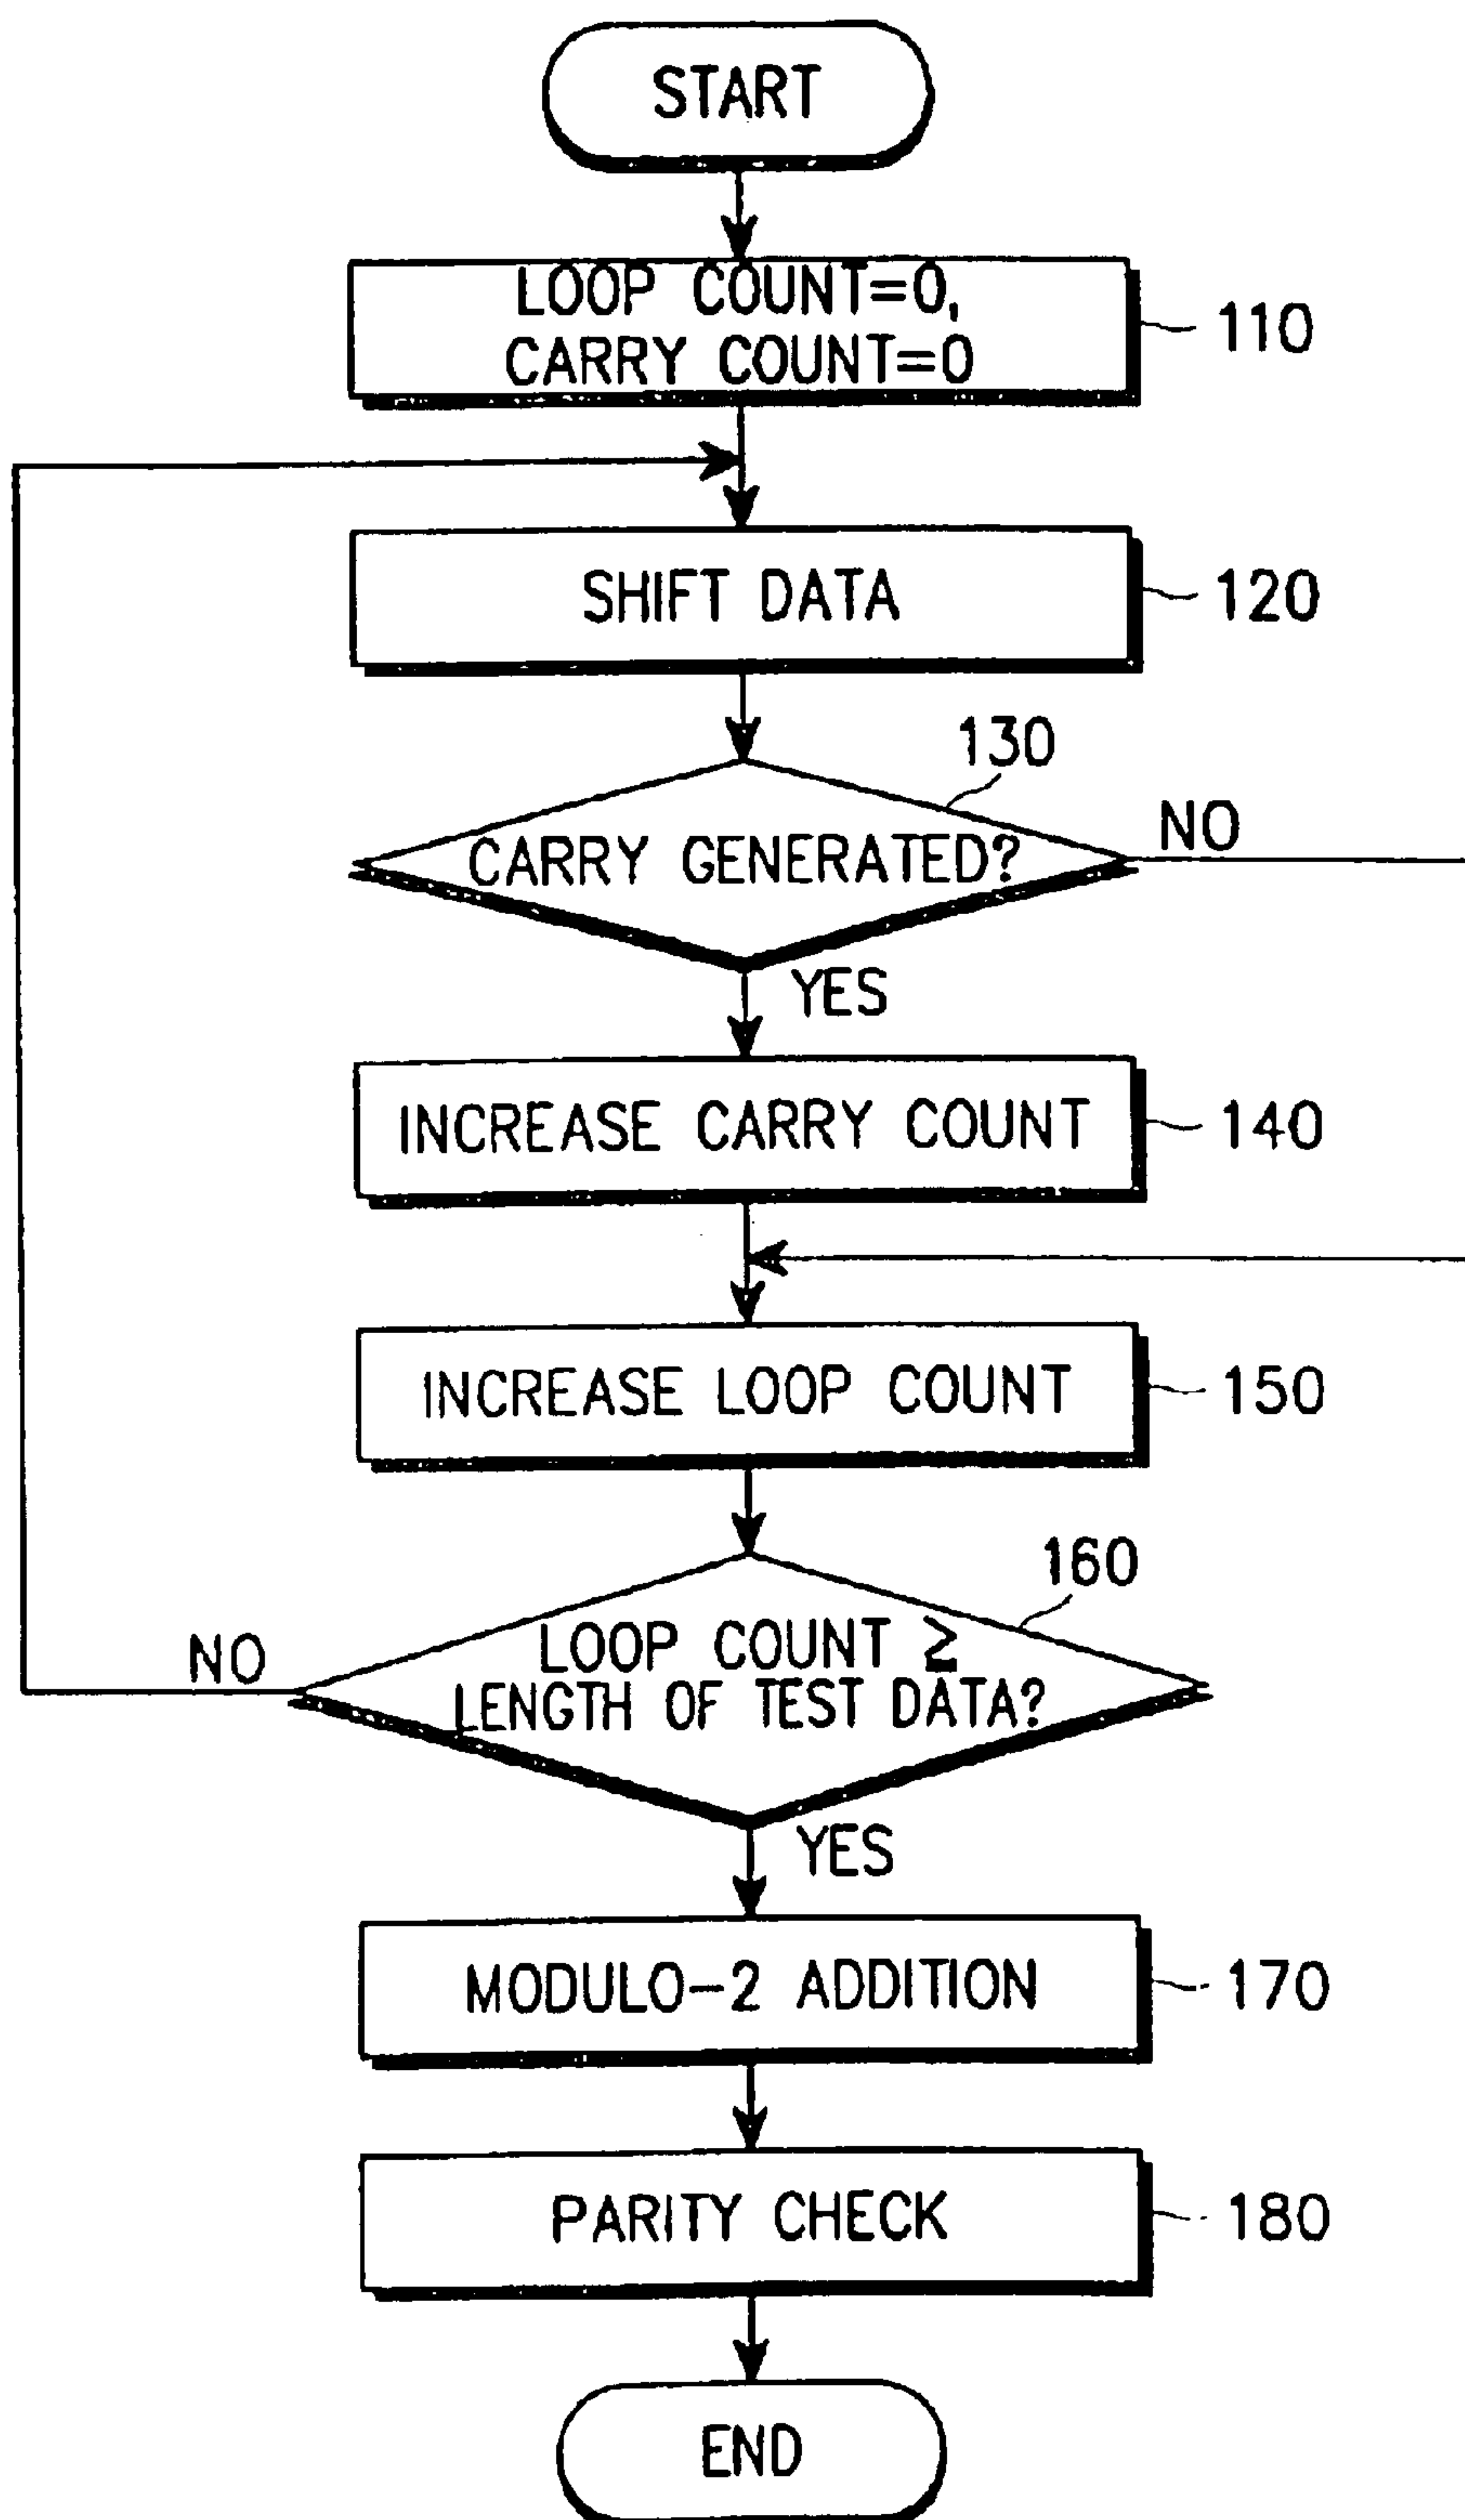 START
LOOP COUNT=0,
CARRY COUNT=0
110
SHIFT DATA
120
130
CARRY GENERATED?
NO
YES
INCREASE CARRY COUNT
140
INCREASE LOOP COUNT
150
160
LOOP COUNT ≥
LENGTH OF TEST DATA?
NO
YES
MODULO-2 ADDITION
170
PARITY CHECK
180
END